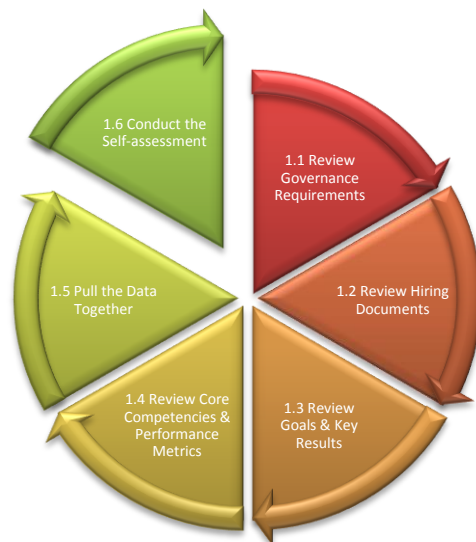 1.6 Conduct the
Self-assessment
1.1 Review
Governance
Requirements
1.5 Pull the Data
Together
1.2 Review Hiring
Documents
1.4 Review Core
Competencies &
Performance
Metrics
1.3 Review
Goals & Key
Results